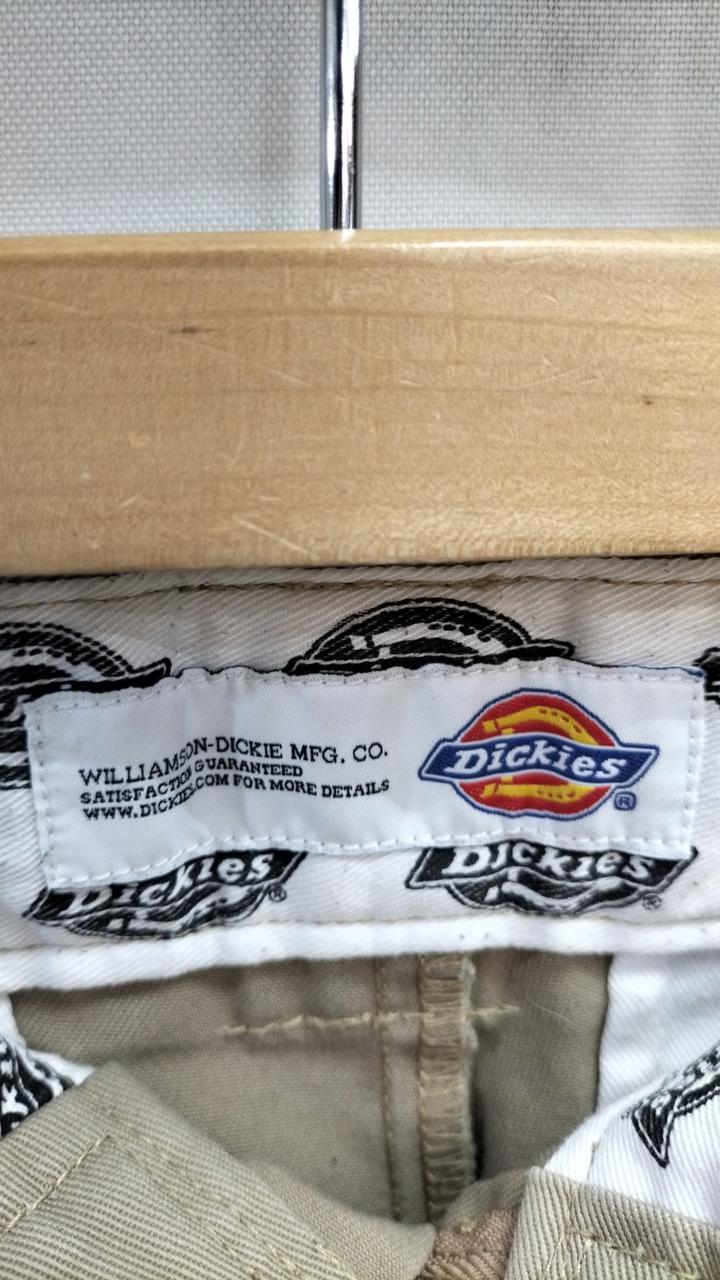 WILLIAMSON-DICKIE MFG. CO.
SATISFACTION GUARANTEED
WWW.DICKIES.COM FOR MORE DETAILS
Dickies®
Dickies®
Dickies®